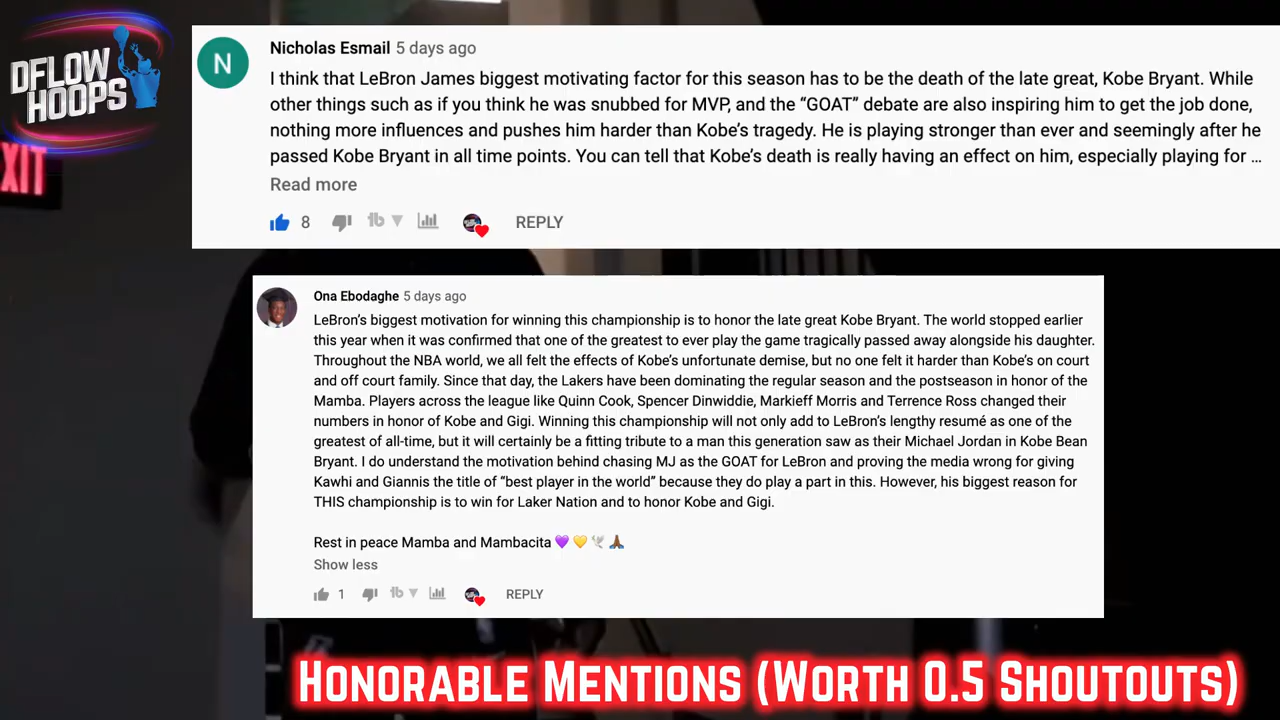 DFLOW
HOOPS
XIT
N
Nicholas Esmail 5 days ago
I think that LeBron James biggest motivating factor for this season has to be the death of the late great, Kobe Bryant. While
other things such as if you think he was snubbed for MVP, and the “GOAT” debate are also inspiring him to get the job done,
nothing more influences and pushes him harder than Kobe’s tragedy. He is playing stronger than ever and seemingly after he
passed Kobe Bryant in all time points. You can tell that Kobe’s death is really having an effect on him, especially playing for ...
Read more
8 tb REPLY
Ona Ebodaghe 5 days ago
LeBron’s biggest motivation for winning this championship is to honor the late great Kobe Bryant. The world stopped earlier
this year when it was confirmed that one of the greatest to ever play the game tragically passed away alongside his daughter.
Throughout the NBA world, we all felt the effects of Kobe’s unfortunate demise, but no one felt it harder than Kobe’s on court
and off court family. Since that day, the Lakers have been dominating the regular season and the postseason in honor of the
Mamba. Players across the league like Quinn Cook, Spencer Dinwiddie, Markieff Morris and Terrence Ross changed their
numbers in honor of Kobe and Gigi. Winning this championship will not only add to LeBron’s lengthy resumé as one of the
greatest of all-time, but it will certainly be a fitting tribute to a man this generation saw as their Michael Jordan in Kobe Bean
Bryant. I do understand the motivation behind chasing MJ as the GOAT for LeBron and proving the media wrong for giving
Kawhi and Giannis the title of “best player in the world” because they do play a part in this. However, his biggest reason for
THIS championship is to win for Laker Nation and to honor Kobe and Gigi.
Rest in peace Mamba and Mambacita 💜 💛 🕊 🙏🏾
Show less
1 tb REPLY
HONORABLE MENTIONS (WORTH 0.5 SHOUTOUTS)